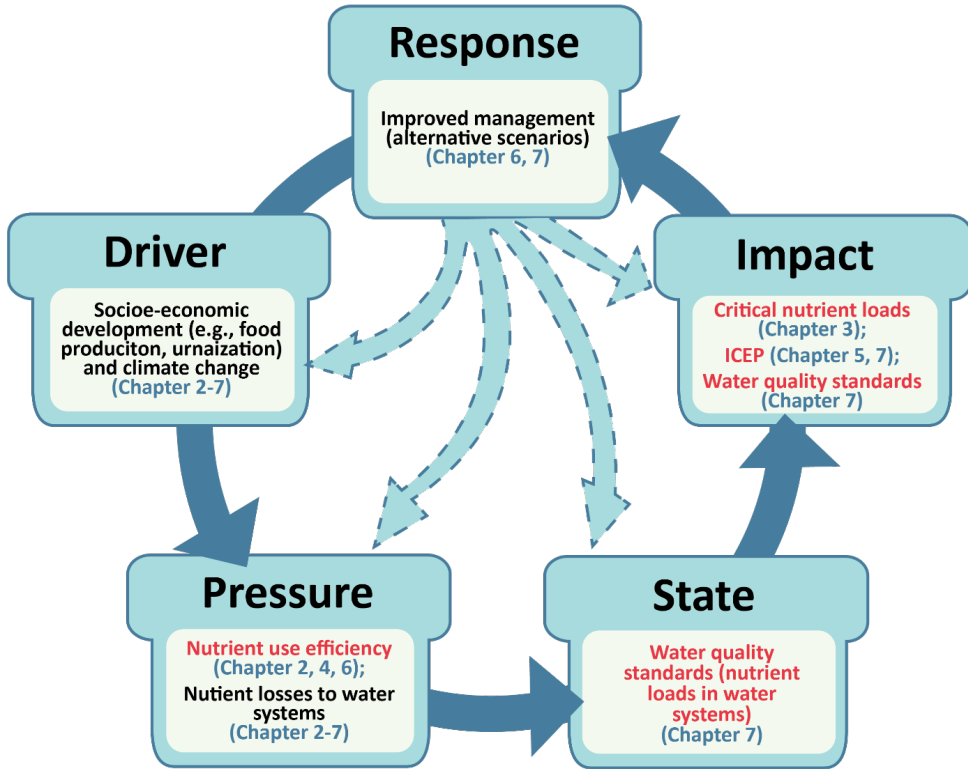 Response
Improved management
(alternative scenarios)
(Chapter 6, 7)
Driver
Socioe-economic
development (e.g., food
produciton, urnaization)
and climate change
(Chapter 2-7)
Impact
Critical nutrient loads
(Chapter 3);
ICEP (Chapter 5, 7);
Water quality standards
(Chapter 7)
Pressure
Nutrient use efficiency
(Chapter 2, 4, 6);
Nutient losses to water
systems
(Chapter 2-7)
State
Water quality
standards (nutrient
loads in water
systems)
(Chapter 7)